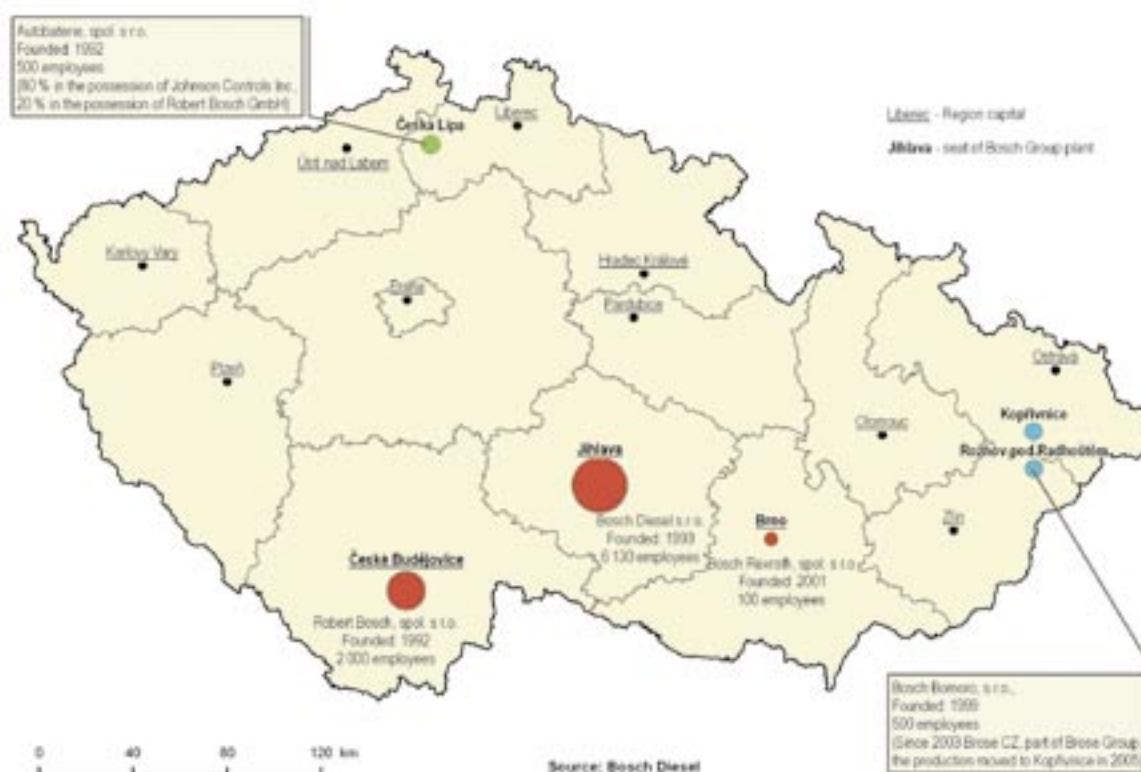 Autobaterie, spol. s r.o.
Founded: 1992
500 employees
(80 % in the possession of Johnson Controls Inc.,
20 % in the possession of Robert Bosch GmbH)
Liberec
Česká Lípa
Ústí nad Labem
Liberec - Region capital
Jihlava - seat of Bosch Group plant
Karlovy Vary
Hradec Králové
Praha
Pardubice
Plzeň
Ostrava
Kopřivnice
Olomouc
Rožnov pod Radhoštěm
Jihlava
Bosch Diesel s.r.o.
Founded: 1993
6 130 employees
Brno
Bosch Rexroth, spol. s r.o.
Founded: 2001
100 employees
Zlín
České Budějovice
Robert Bosch, spol. s r.o.
Founded: 1992
2 000 employees
Bosch Bomoro, s.r.o.,
Founded: 1999
500 employees
(Since 2003 Brose CZ, part of Brose Group
the production moved to Kopřivnice in 2005)
0 40 80 120 km
Source: Bosch Diesel